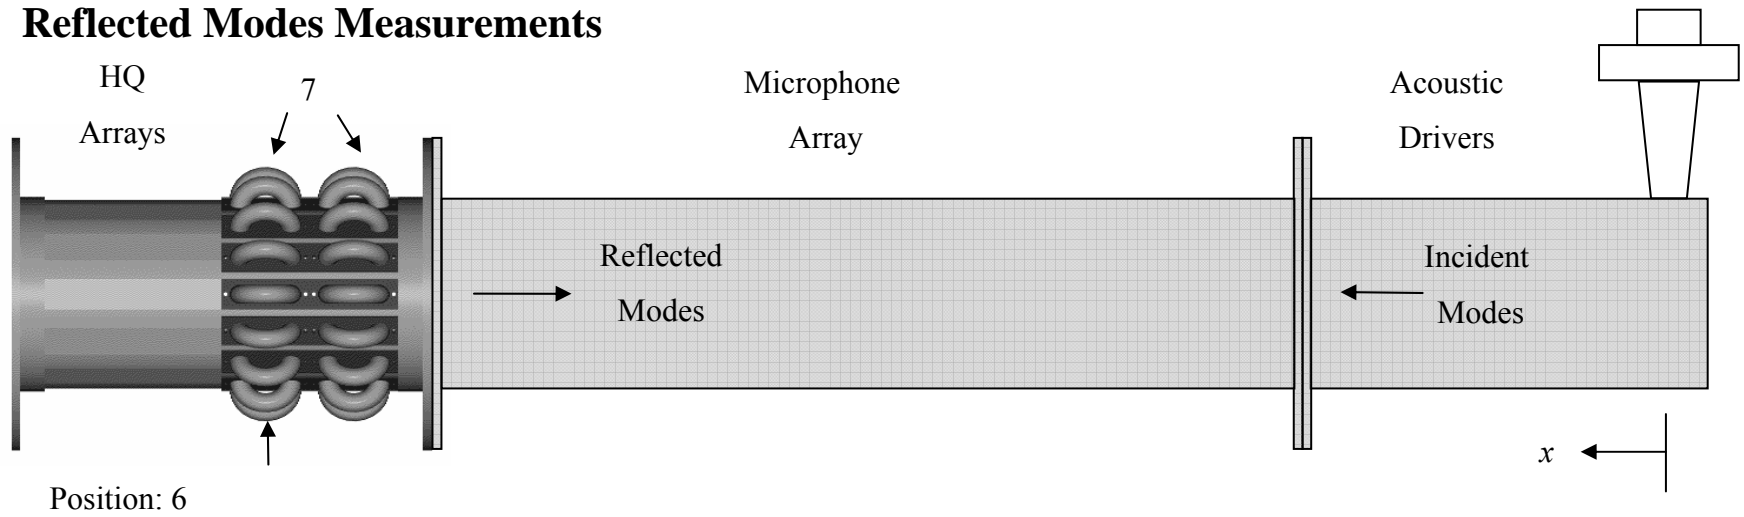 Reflected Modes Measurements
HQ
Arrays
7
Microphone
Array
Acoustic
Drivers
Reflected
Modes
Incident
Modes
x
Position: 6